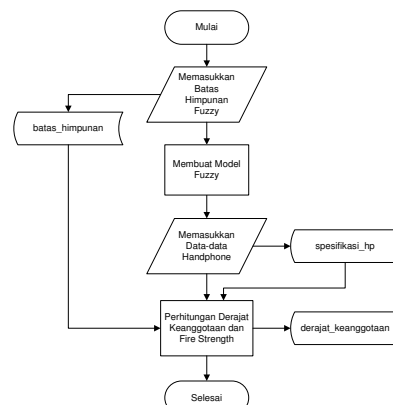 Mulai
Memasukkan
Batas
Himpunan
Fuzzy
batas_himpunan
Membuat Model
Fuzzy
Memasukkan
Data-data
Handphone
spesifikasi_hp
Perhitungan Derajat
Keanggotaan dan
Fire Strength
derajat_keanggotaan
Selesai